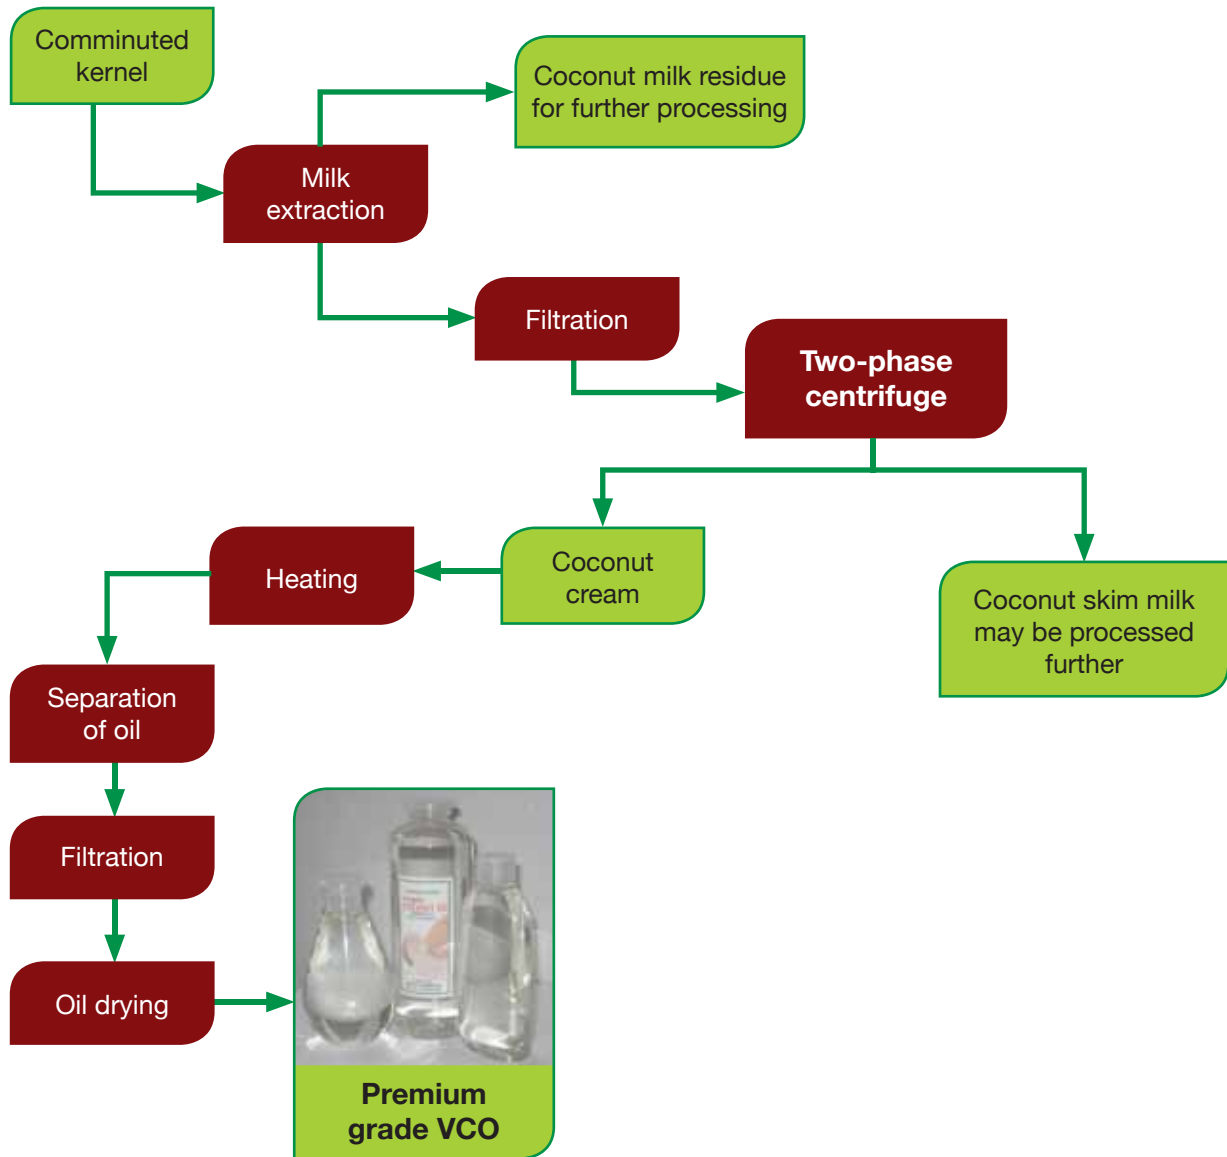 Comminuted
kernel
Coconut milk residue
for further processing
Milk
extraction
Filtration
Two-phase
centrifuge
Coconut
cream
Heating
Coconut skim milk
may be processed
further
Separation
of oil
Filtration
Oil drying
Premium
grade VCO